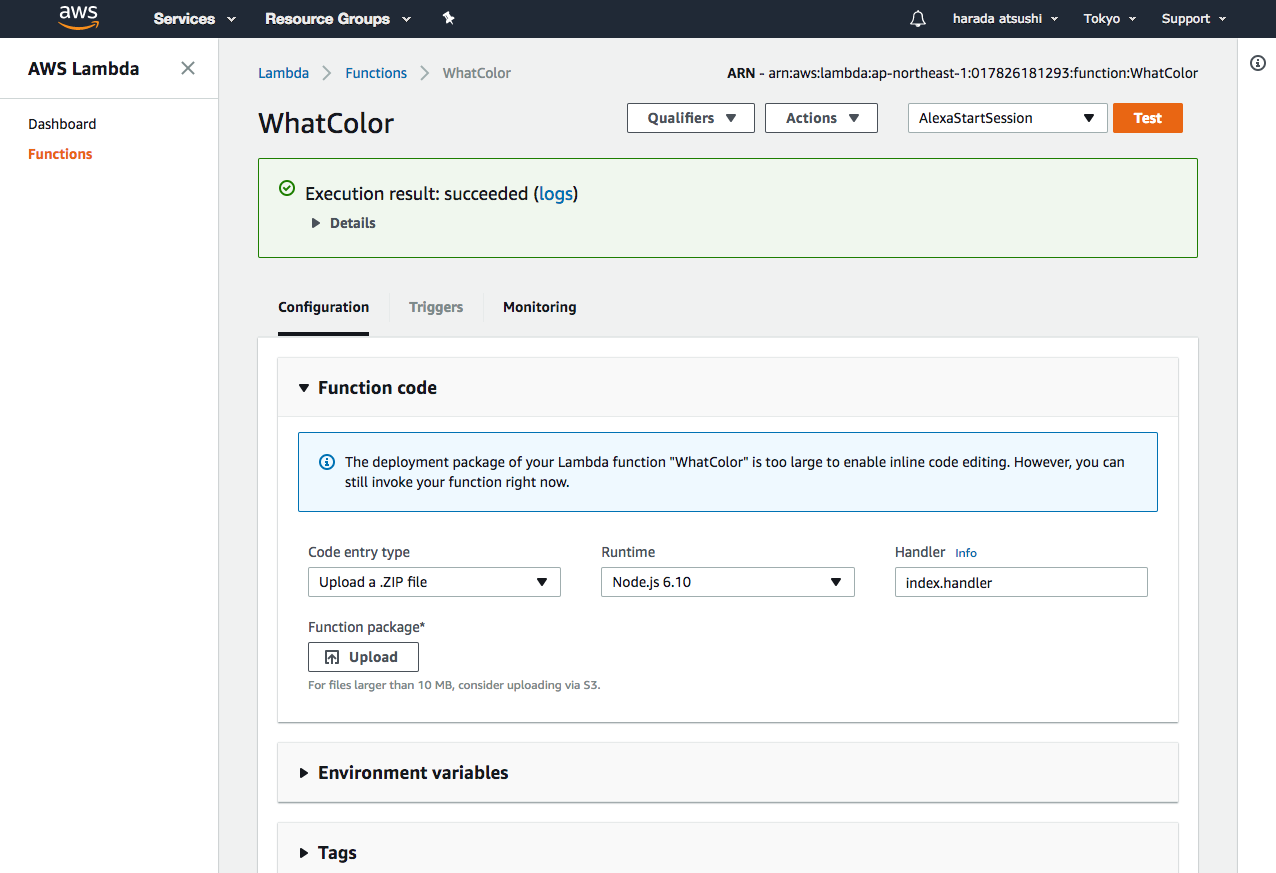 aws
Services
Resource Groups
harada atsushi
Tokyo
Support
AWS Lambda
Dashboard
Functions
Lambda
Functions
WhatColor
ARN - arn:aws:lambda:ap-northeast-1:017826181293:function:WhatColor
WhatColor
Qualifiers
Actions
AlexaStartSession
Test
Execution result: succeeded (logs)
Details
Configuration
Triggers
Monitoring
Function code
The deployment package of your Lambda function "WhatColor" is too large to enable inline code editing. However, you can
still invoke your function right now.
Code entry type
Runtime
Handler Info
Upload a .ZIP file
Node.js 6.10
index.handler
Function package*
Upload
For files larger than 10 MB, consider uploading via S3.
Environment variables
Tags